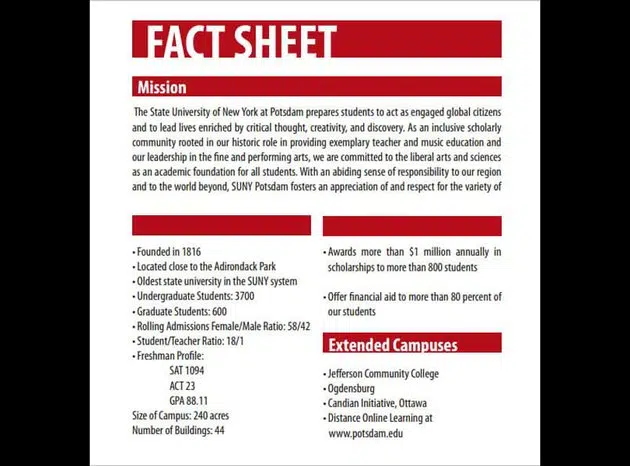 FACT SHEET
Mission
The State University of New York at Potsdam prepares students to act as engaged global citizens
and to lead lives enriched by critical thought, creativity, and discovery. As an inclusive scholarly
community rooted in our historic role in providing exemplary teacher and music education and
our leadership in the fine and performing arts, we are committed to the liberal arts and sciences
as an academic foundation for all students. With an abiding sense of responsibility to our region
and to the world beyond, SUNY Potsdam fosters an appreciation of and respect for the variety of
• Founded in 1816
• Located close to the Adirondack Park
• Oldest state university in the SUNY system
• Undergraduate Students: 3700
• Graduate Students: 600
• Rolling Admissions Female/Male Ratio: 58/42
• Student/Teacher Ratio: 18/1
• Freshman Profile:
SAT 1094
ACT 23
GPA 88.11
Size of Campus: 240 acres
Number of Buildings: 44
• Awards more than $1 million annually in
scholarships to more than 800 students
• Offer financial aid to more than 80 percent of
our students
Extended Campuses
• Jefferson Community College
• Ogdensburg
• Candian Initiative, Ottawa
• Distance Online Learning at
www.potsdam.edu